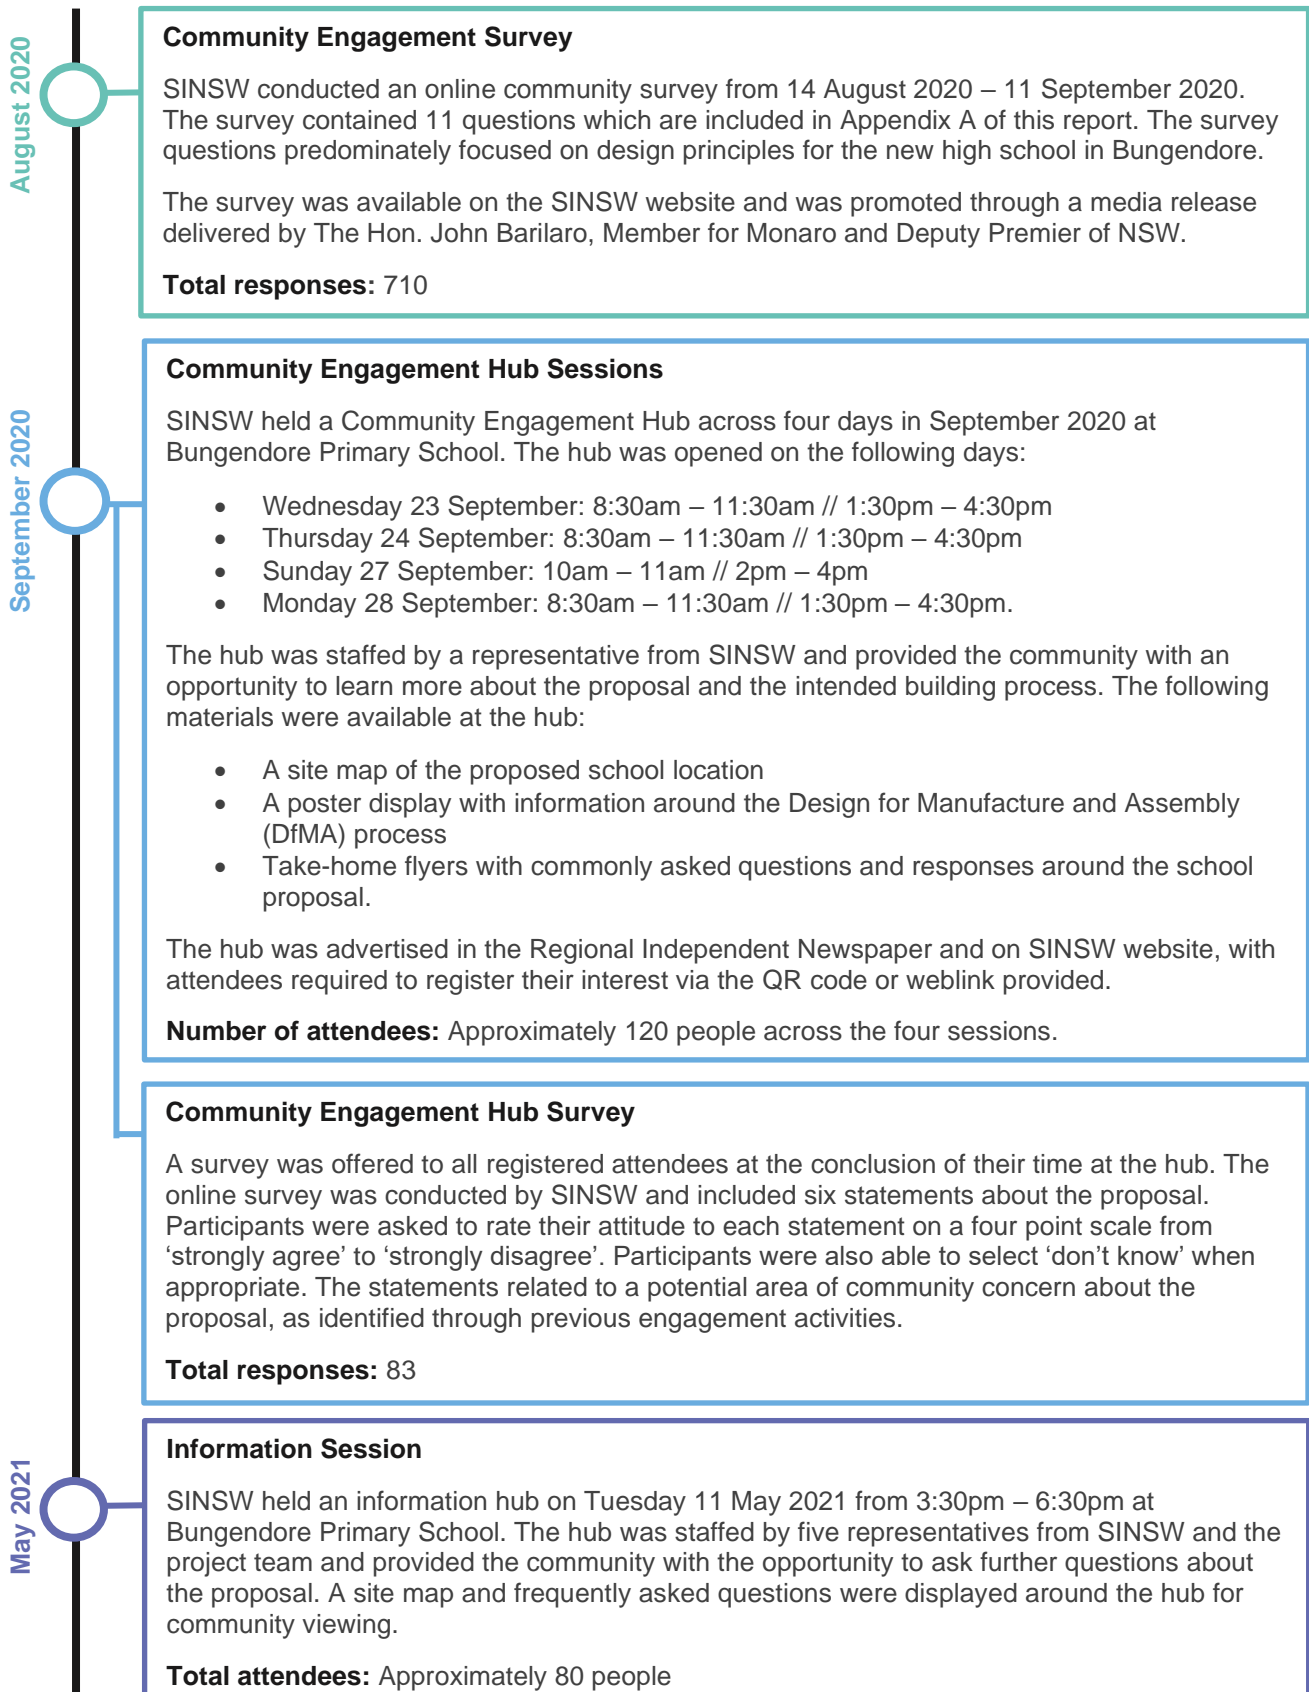 August 2020
Community Engagement Survey
SINSW conducted an online community survey from 14 August 2020 – 11 September 2020.
The survey contained 11 questions which are included in Appendix A of this report. The survey
questions predominately focused on design principles for the new high school in Bungendore.
The survey was available on the SINSW website and was promoted through a media release
delivered by The Hon. John Barilaro, Member for Monaro and Deputy Premier of NSW.
Total responses: 710
September 2020
Community Engagement Hub Sessions
SINSW held a Community Engagement Hub across four days in September 2020 at
Bungendore Primary School. The hub was opened on the following days:
• Wednesday 23 September: 8:30am – 11:30am // 1:30pm – 4:30pm
• Thursday 24 September: 8:30am – 11:30am // 1:30pm – 4:30pm
• Sunday 27 September: 10am – 11am // 2pm – 4pm
• Monday 28 September: 8:30am – 11:30am // 1:30pm – 4:30pm.
The hub was staffed by a representative from SINSW and provided the community with an
opportunity to learn more about the proposal and the intended building process. The following
materials were available at the hub:
• A site map of the proposed school location
• A poster display with information around the Design for Manufacture and Assembly
(DfMA) process
• Take-home flyers with commonly asked questions and responses around the school
proposal.
The hub was advertised in the Regional Independent Newspaper and on SINSW website, with
attendees required to register their interest via the QR code or weblink provided.
Number of attendees: Approximately 120 people across the four sessions.
Community Engagement Hub Survey
A survey was offered to all registered attendees at the conclusion of their time at the hub. The
online survey was conducted by SINSW and included six statements about the proposal.
Participants were asked to rate their attitude to each statement on a four point scale from
‘strongly agree’ to ‘strongly disagree’. Participants were also able to select ‘don’t know’ when
appropriate. The statements related to a potential area of community concern about the
proposal, as identified through previous engagement activities.
Total responses: 83
May 2021
Information Session
SINSW held an information hub on Tuesday 11 May 2021 from 3:30pm – 6:30pm at
Bungendore Primary School. The hub was staffed by five representatives from SINSW and the
project team and provided the community with the opportunity to ask further questions about
the proposal. A site map and frequently asked questions were displayed around the hub for
community viewing.
Total attendees: Approximately 80 people